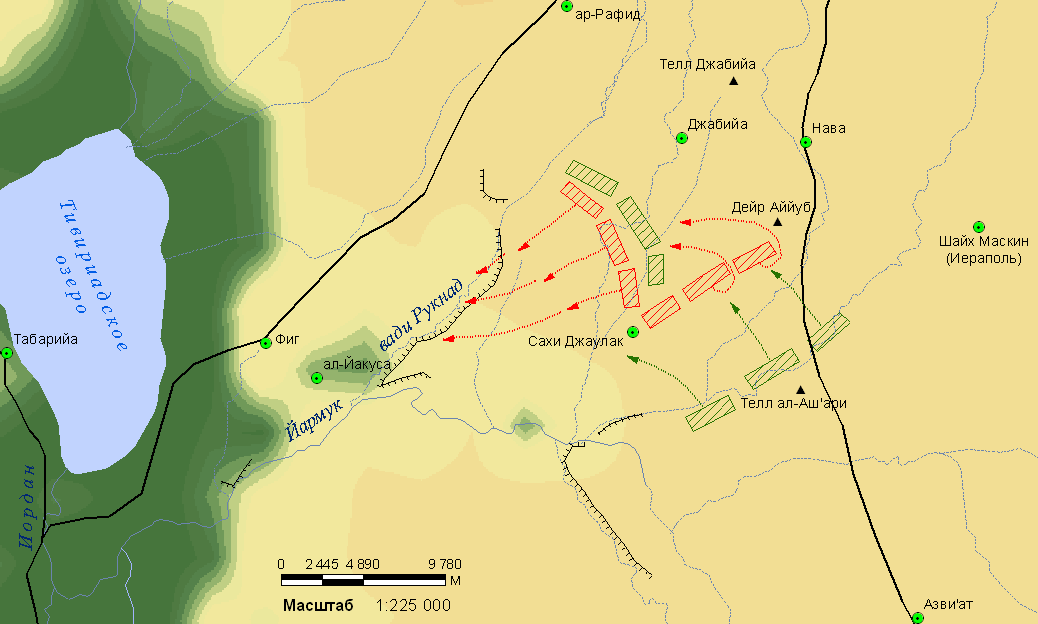 ар-Рафид
Телл Джабийа
Джабийа
Нава
Дейр Аййуб
Шайх Маскин
(Иераполь)
Тивириадское
озеро
вади Рукнад
Табарийа
Фиг
Сахи Джаулак
ал-Йакуса
Телл ал-Аш'ари
Йармук
Иордан
0 2 445 4 890 9 780
М
Масштаб 1:225 000
Азви'ат